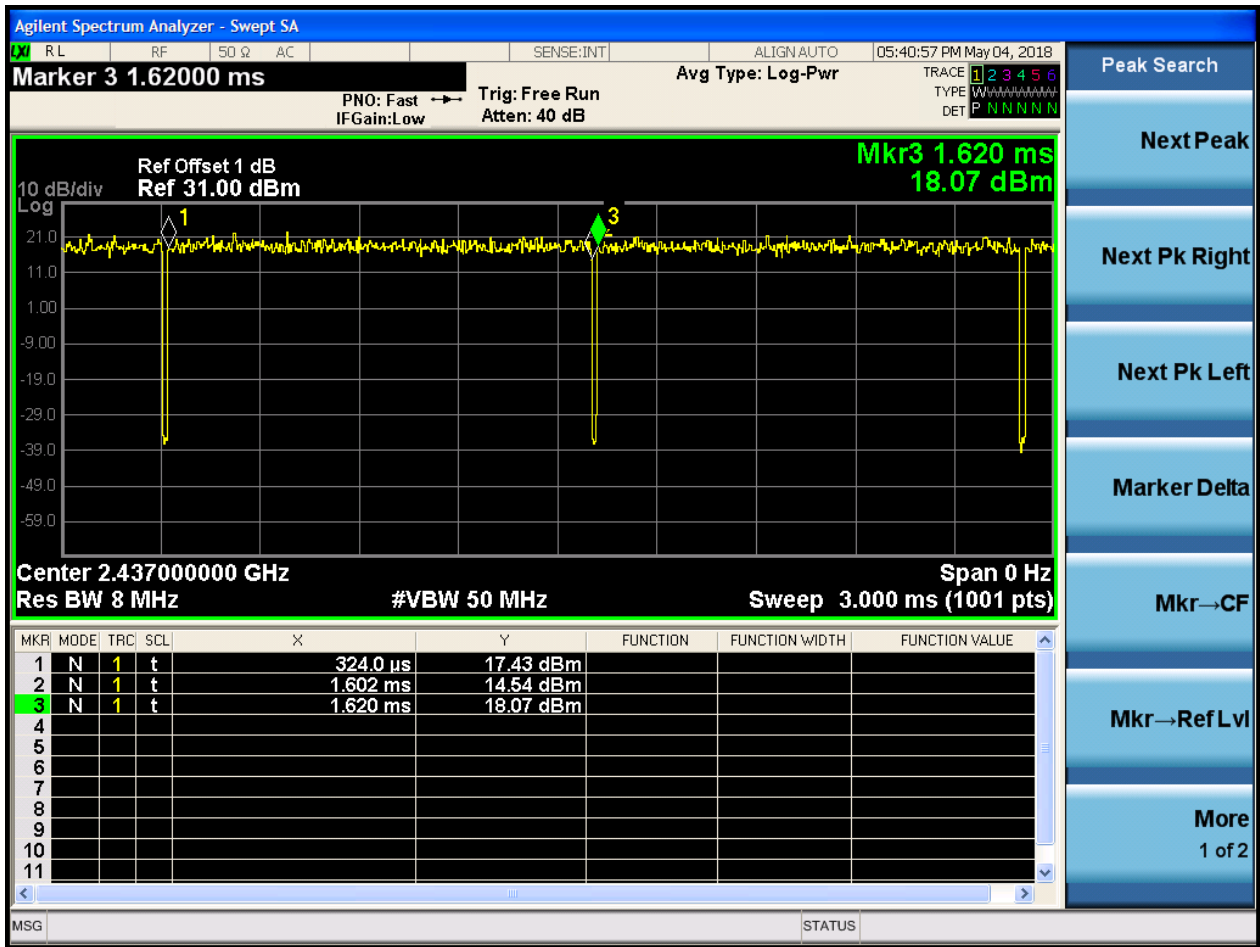 Agilent Spectrum Analyzer - Swept SA
LXI RL RF 50 Ω AC SENSE:INT ALIGN AUTO 05:40:57 PM May 04, 2018
Marker 3 1.62000 ms
PNO: Fast
IFGain:Low
Trig: Free Run
Atten: 40 dB
Avg Type: Log-Pwr
TRACE 1 2 3 4 5 6
TYPE W
DET P N N N N N
Peak Search
Next Peak
Next Pk Right
Next Pk Left
Marker Delta
Mkr→CF
Mkr→Ref Lvl
More
1 of 2
Mkr3 1.620 ms
18.07 dBm
Ref Offset 1 dB
10 dB/div Ref 31.00 dBm
Log
1
3
21.0
11.0
1.00
-9.00
-19.0
-29.0
-39.0
-49.0
-59.0
Center 2.437000000 GHz Span 0 Hz
Res BW 8 MHz #VBW 50 MHz Sweep 3.000 ms (1001 pts)
MKR MODE TRC SCL X Y FUNCTION FUNCTION WIDTH FUNCTION VALUE
1 N 1 t 324.0 µs 17.43 dBm
2 N 1 t 1.602 ms 14.54 dBm
3 N 1 t 1.620 ms 18.07 dBm
4
5
6
7
8
9
10
11
MSG STATUS